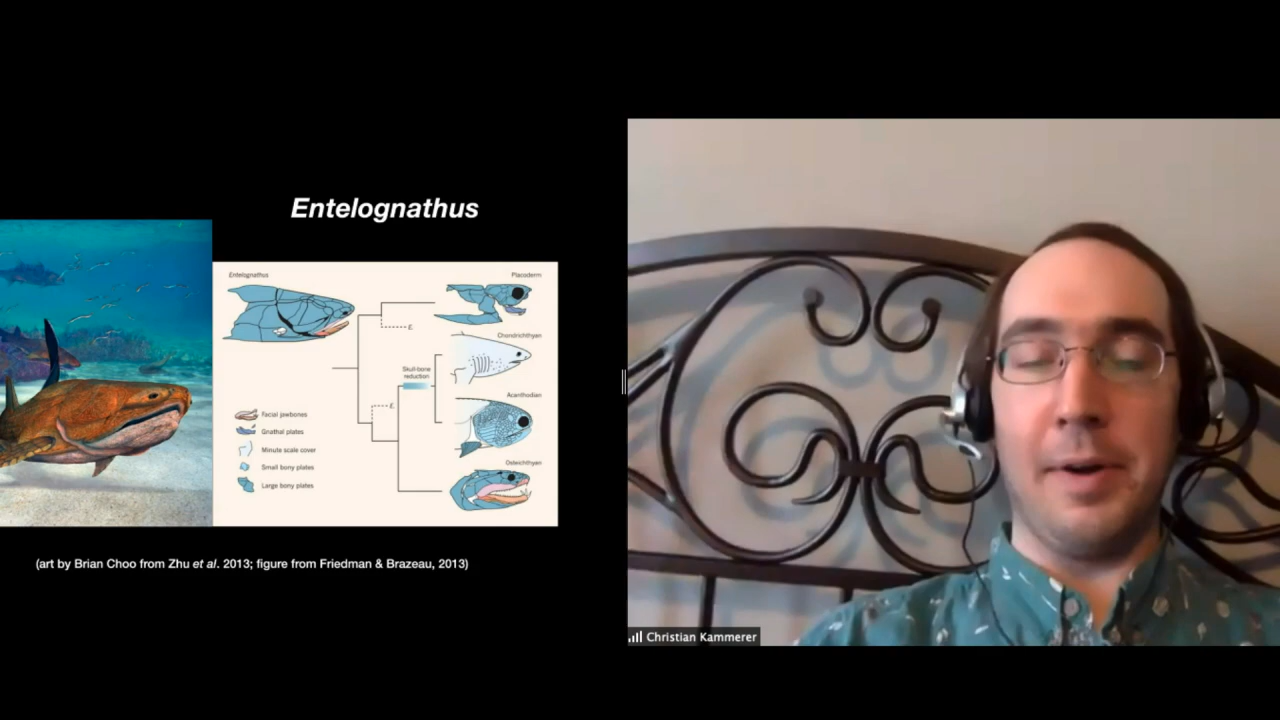 Entelognathus
Entelognathus
Placoderm
E.
Chondrichthyan
Skull-bone
reduction
Acanthodian
E.
Facial jawbones
Gnathal plates
Minute scale cover
Small bony plates
Large bony plates
Osteichthyan
(art by Brian Choo from Zhu et al. 2013; figure from Friedman & Brazeau, 2013)
Christian Kammerer